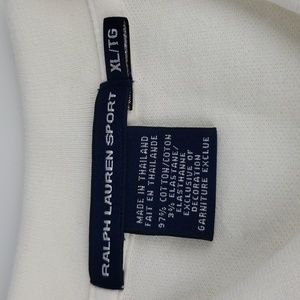 XL/TG
RALPH LAUREN SPORT
MADE IN THAILAND
FAIT EN THAILANDE
97% COTTON/COTON
3% ELASTANE/
ELASTHANNE
EXCLUSIVE OF
DECORATION
GARNITURE EXCLUE